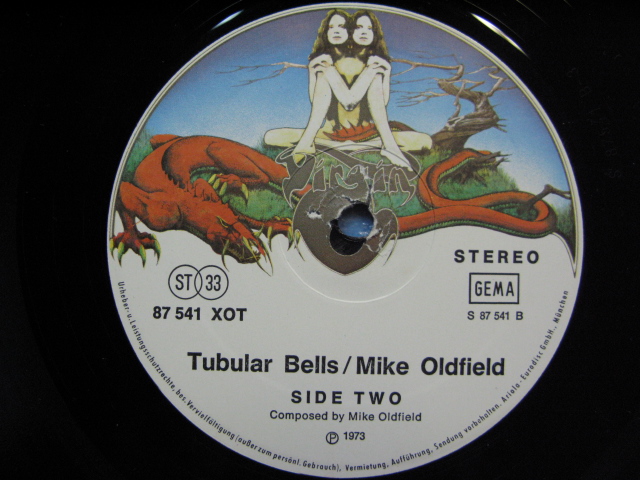 Virgin
STEREO
ST 33
GEMA
87 541 XOT
S 87 541 B
Tubular Bells / Mike Oldfield
SIDE TWO
Composed by Mike Oldfield
Ⓟ 1973
Urheber- u. Leistungsschutzrechte, bes. Vervielfältigung (außer zum persönl. Gebrauch), Vermietung, Aufführung, Sendung vorbehalten. Ariola-Eurodisc GmbH., München